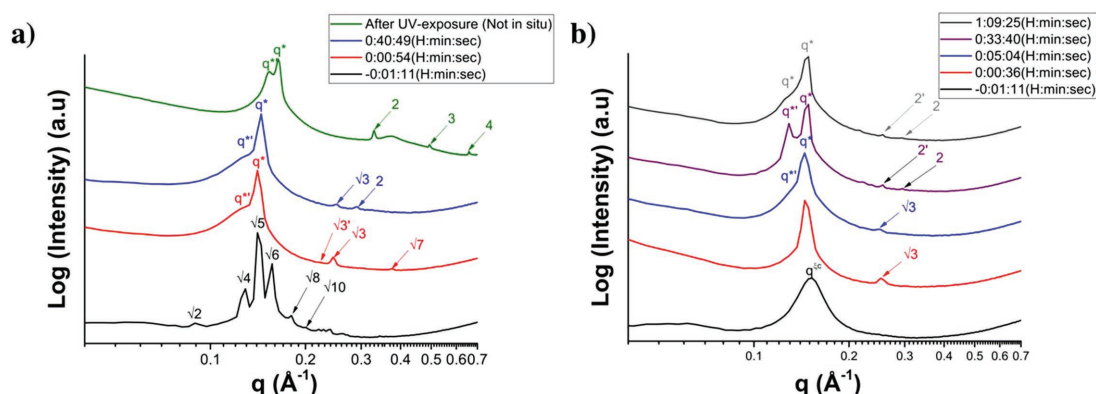 a)
After UV-exposure (Not in situ)
0:40:49(H:min:sec)
0:00:54(H:min:sec)
-0:01:11(H:min:sec)
Log (Intensity) (a.u)
q*' q*
2
3
4
q*' q*
√3
2
q*' q*
√3'
√3
√7
√2
√4
√5
√6
√8
√10
0.1 0.2 0.3 0.4 0.5 0.6 0.7
q (Å⁻¹)
b)
1:09:25(H:min:sec)
0:33:40(H:min:sec)
0:05:04(H:min:sec)
0:00:36(H:min:sec)
-0:01:11(H:min:sec)
Log (Intensity) (a.u)
q* q*
2' 2
q*' q*
2' 2
q*' q*
√3
√3
0.1 0.2 0.3 0.4 0.5 0.6 0.7
q (Å⁻¹)